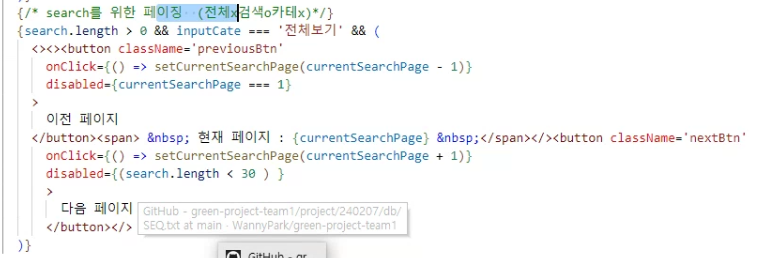 {/* search를 위한 페이징  (전체x검색o카테x)*/}
{search.length > 0 && inputCate === '전체보기' && (
<><><button className='previousBtn'
onClick={() => setCurrentSearchPage(currentSearchPage - 1)}
disabled={currentSearchPage === 1}
>
이전 페이지
</button><span> &nbsp; 현재 페이지 : {currentSearchPage} &nbsp;</span></><button className='nextBtn'
onClick={() => setCurrentSearchPage(currentSearchPage + 1)}
disabled={(search.length < 30 ) }
>
다음 페이지
GitHub - green-project-team1/project/240207/db/
SEQ.txt at main · WannyPark/green-project-team1
</button></>
)}